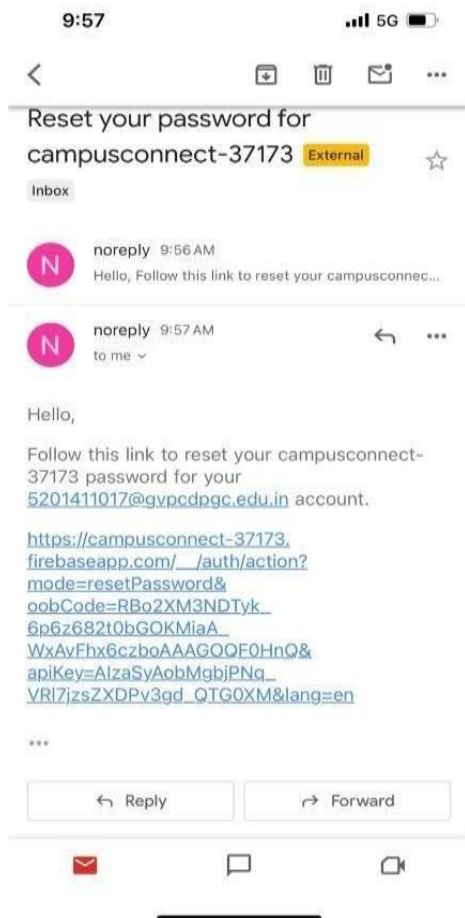 9:57
5G
Reset your password for
campusconnect-37173 External
Inbox
N
noreply 9:56 AM
Hello, Follow this link to reset your campusconnec...
N
noreply 9:57 AM
to me
Hello,
Follow this link to reset your campusconnect-
37173 password for your
5201411017@gvpcdpgc.edu.in account.
https://campusconnect-37173.
firebaseapp.com/__/auth/action?
mode=resetPassword&
oobCode=RBo2XM3NDTyk_
6p6z682t0bGOKMiaA_
WxAvFhx6czboAAAGOQF0HnQ&
apiKey=AIzaSyAobMgbjPNq_
VRI7jzsZXDPv3gd_QTG0XM&lang=en
Reply
Forward